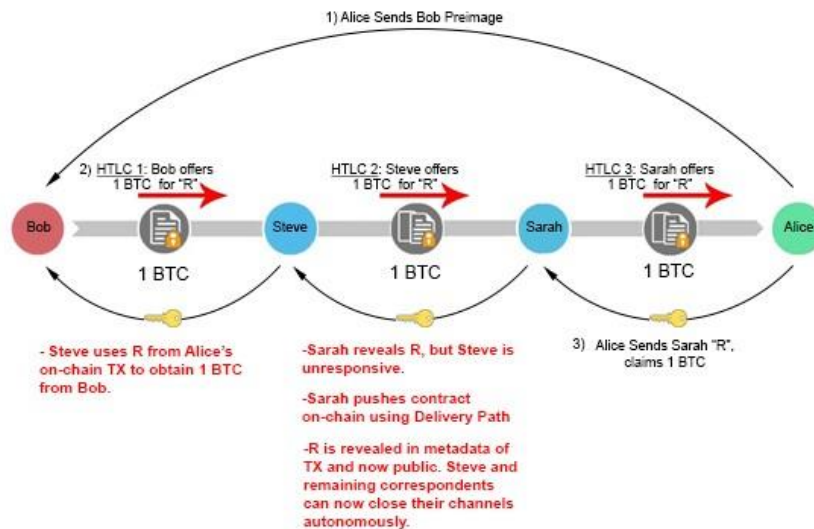 1) Alice Sends Bob Preimage
2) HTLC 1: Bob offers
1 BTC for “R”
HTLC 2: Steve offers
1 BTC for “R”
HTLC 3: Sarah offers
1 BTC for “R”
Bob
Steve
Sarah
Alice
1 BTC
1 BTC
1 BTC
- Steve uses R from Alice’s
on-chain TX to obtain 1 BTC
from Bob.
-Sarah reveals R, but Steve is
unresponsive.
-Sarah pushes contract
on-chain using Delivery Path
-R is revealed in metadata of
TX and now public. Steve and
remaining correspondents
can now close their channels
autonomously.
3) Alice Sends Sarah “R”,
claims 1 BTC